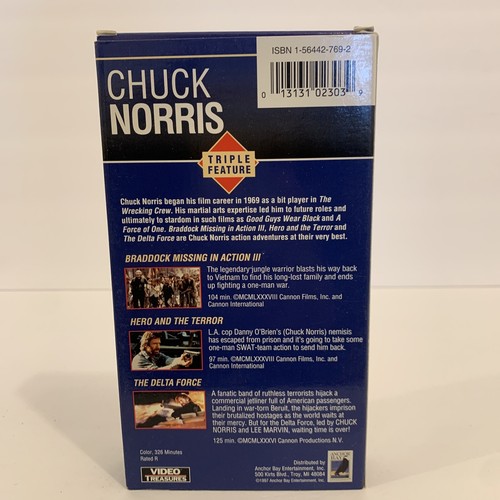 ISBN 1-56442-769-2
0 13131 02303 9
CHUCK
NORRIS
TRIPLE
FEATURE
Chuck Norris began his film career in 1969 as a bit player in The
Wrecking Crew. His martial arts expertise led him to future roles and
ultimately to stardom in such films as Good Guys Wear Black and A
Force of One. Braddock Missing in Action III, Hero and the Terror and
The Delta Force are Chuck Norris action adventures at their very best.
BRADDOCK MISSING IN ACTION III
The legendary jungle warrior blasts his way back
to Vietnam to find his long-lost family and ends
up fighting a one-man war.
104 min. ©MCMLXXXVIII Cannon Films, Inc. and
Cannon International
HERO AND THE TERROR
L.A. cop Danny O'Brien's (Chuck Norris) nemisis
has escaped from prison and it's going to take some
one-man SWAT-team action to send him back.
97 min. ©MCMLXXXVIII Cannon Films, Inc. and
Cannon International
THE DELTA FORCE
A fanatic band of ruthless terrorists hijack a
commercial jetliner full of American passengers.
Landing in war-torn Beruit, the hijackers imprison
their brutalized hostages as the world waits at
their mercy. But for the Delta Force, led by CHUCK
NORRIS and LEE MARVIN, waiting time is over!
125 min. ©MCMLXXXVI Cannon Productions N.V.
Color, 326 Minutes
Rated R
VIDEO
TREASURES
Distributed by
Anchor Bay Entertainment, Inc.
500 Kirts Blvd., Troy, MI 48084
©1997 Anchor Bay Entertainment, Inc.